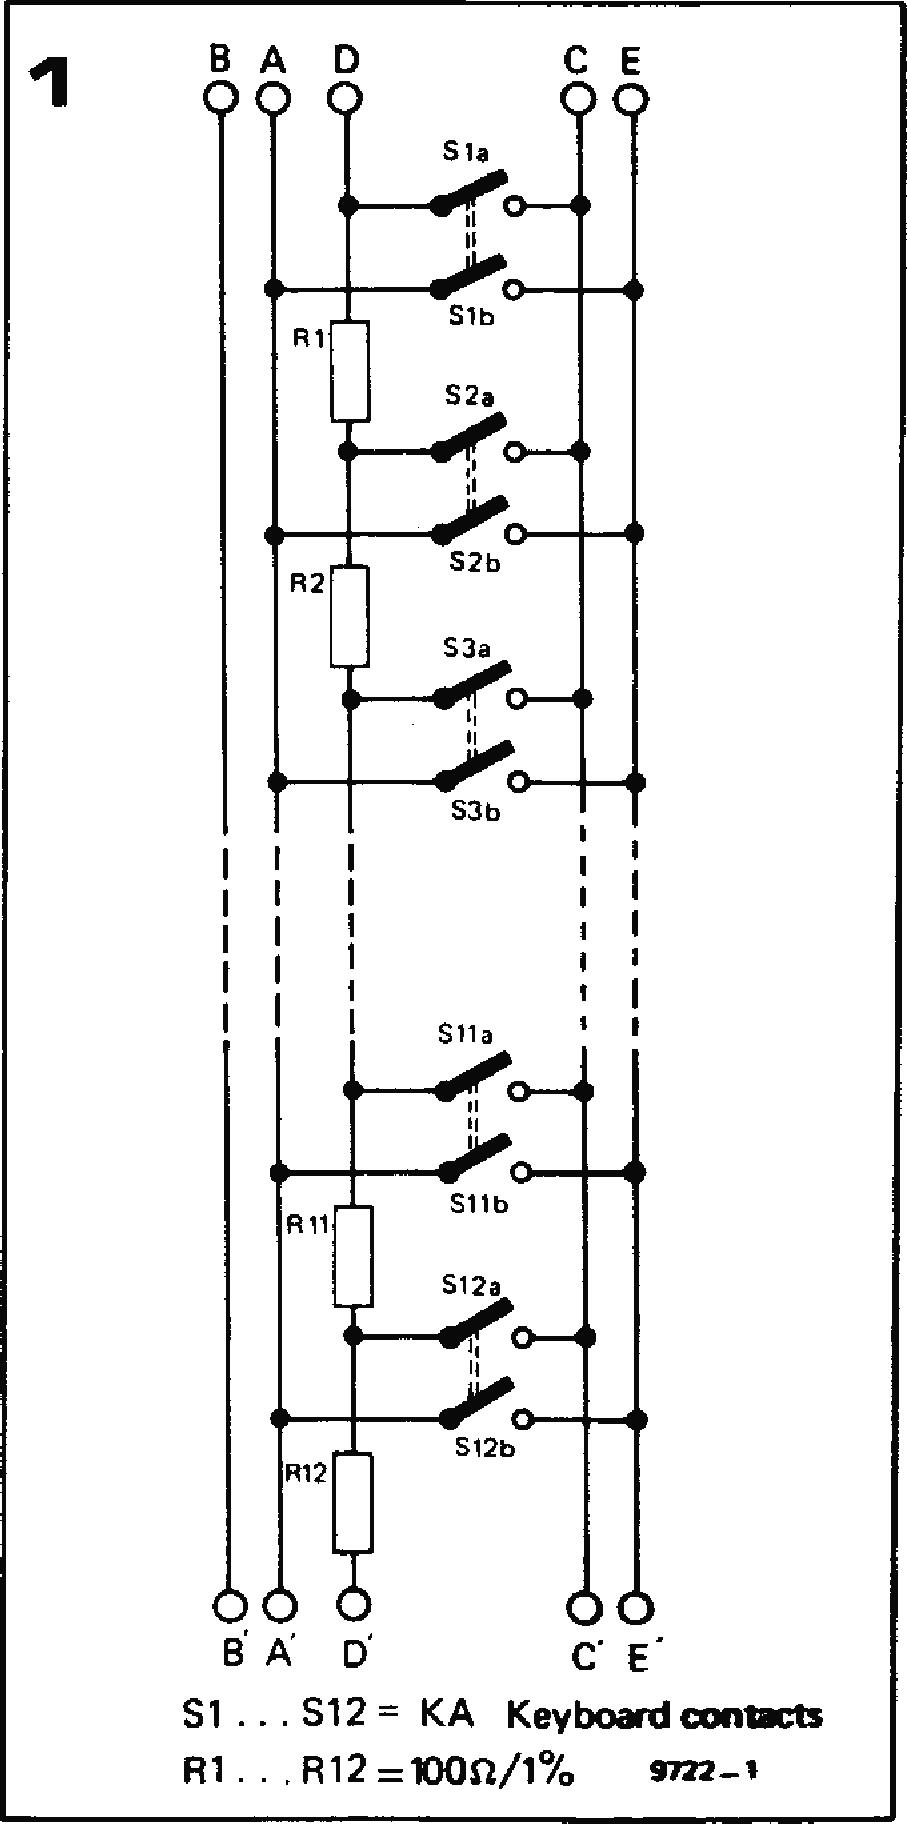 1
B A D C E
S1a
S1b
R1
S2a
S2b
R2
S3a
S3b
S11a
S11b
R11
S12a
S12b
R12
B' A' D' C' E'
S1 . . . S12 = KA Keyboard contacts
R1 . . . R12 = 100Ω/1% 9722-1